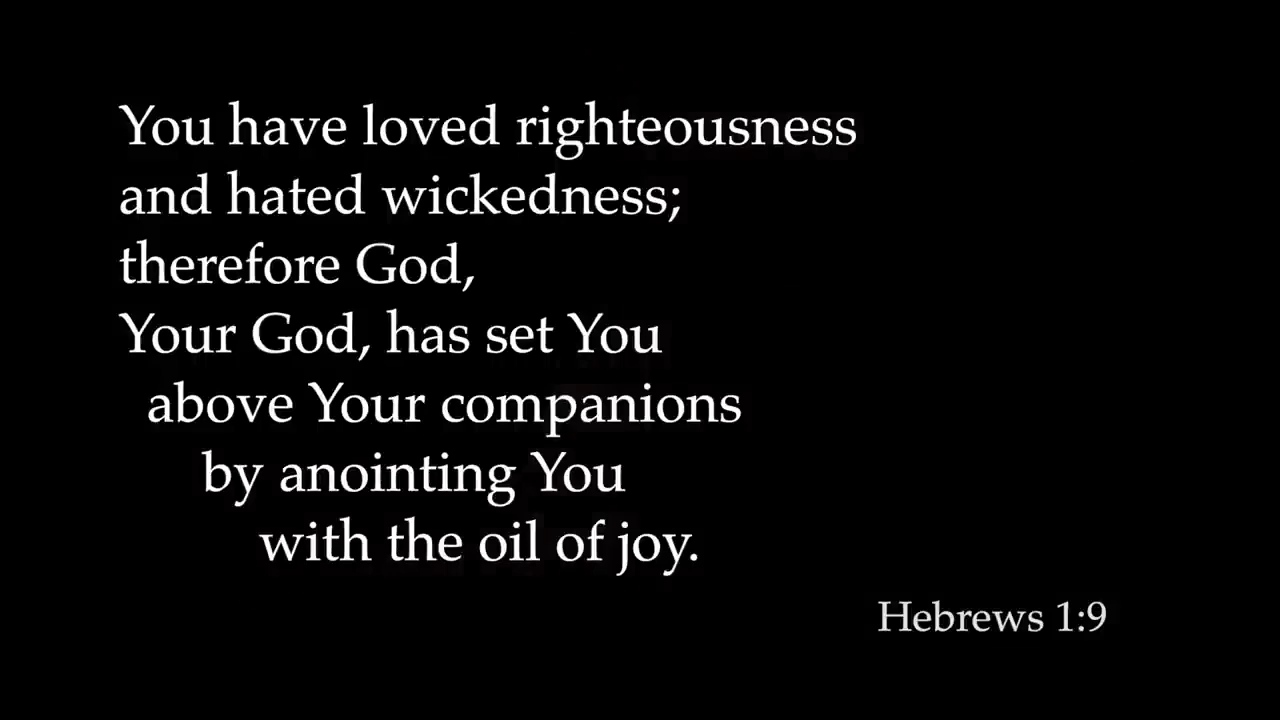 You have loved righteousness
and hated wickedness;
therefore God,
Your God, has set You
above Your companions
by anointing You
with the oil of joy.
Hebrews 1:9